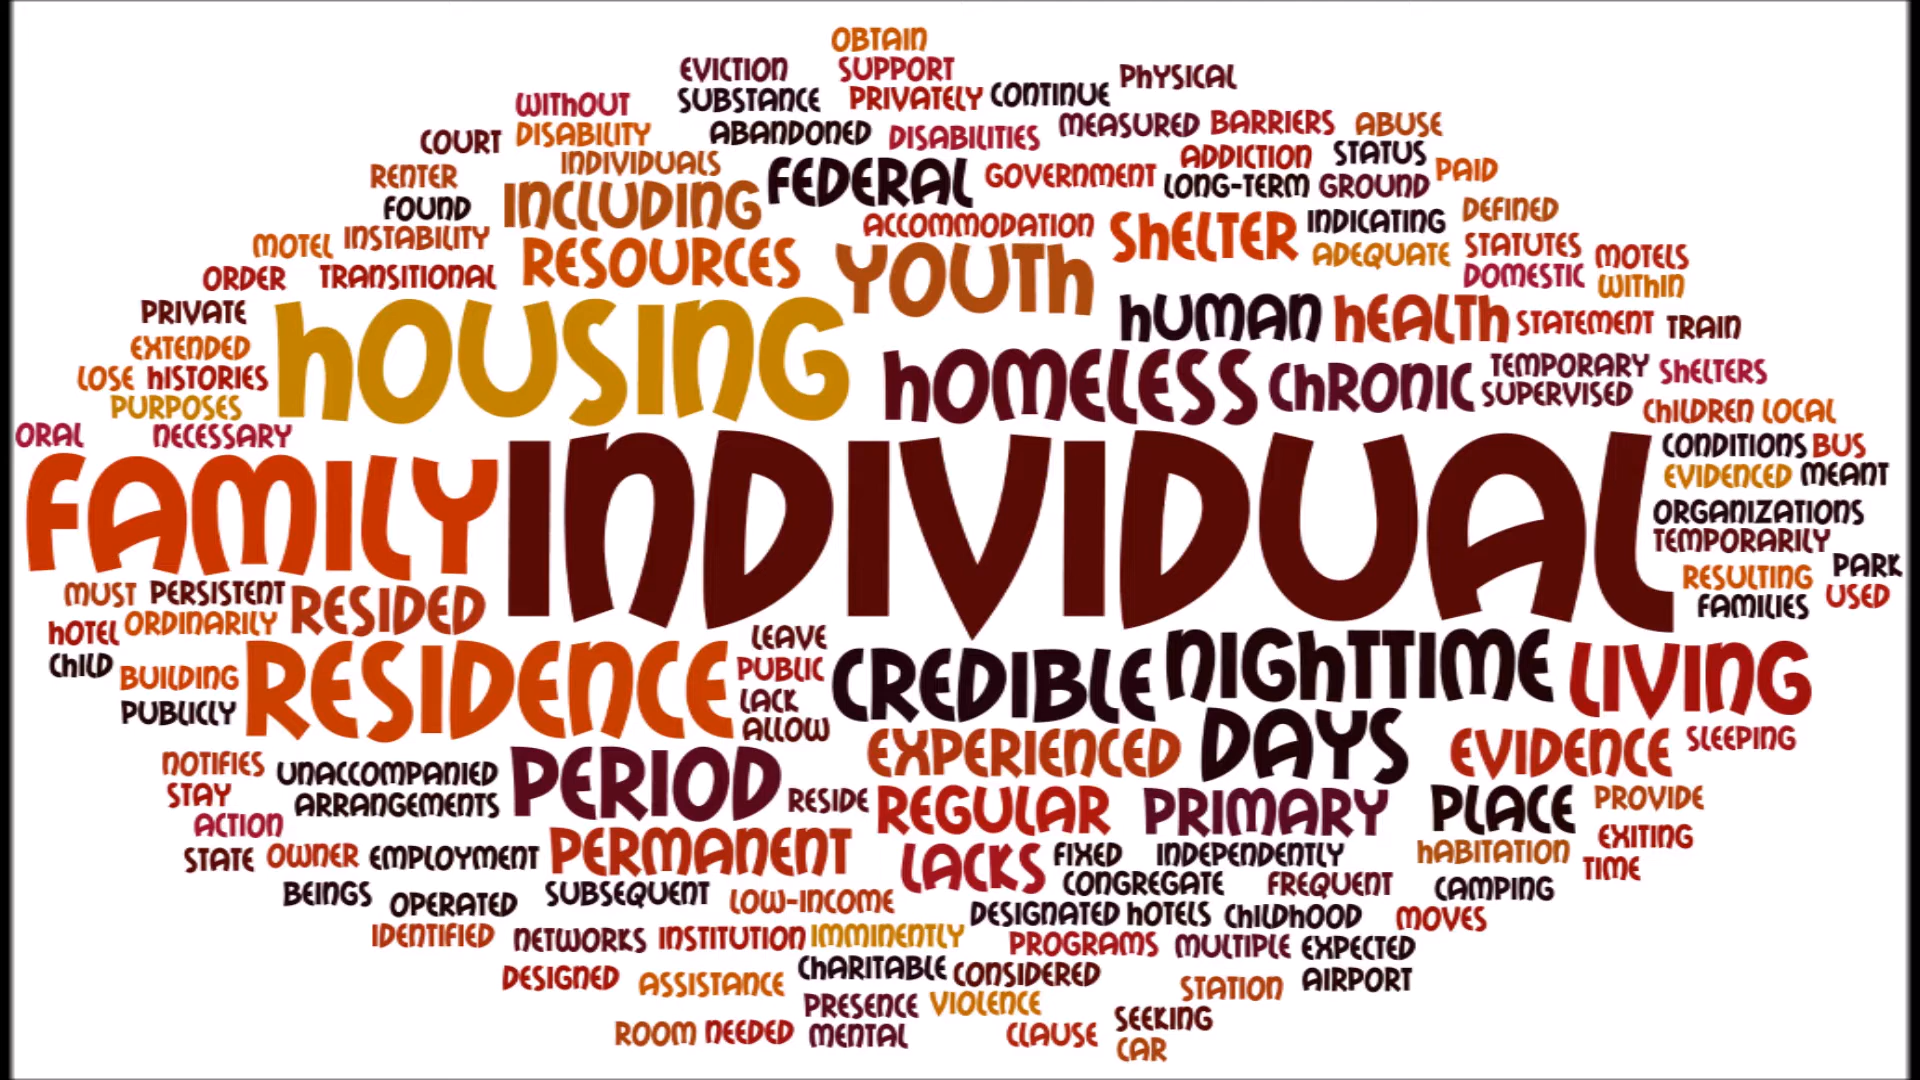 OBTAIN
EVICTION SUPPORT PHYSICAL
WITHOUT SUBSTANCE PRIVATELY CONTINUE
COURT DISABILITY ABANDONED DISABILITIES MEASURED BARRIERS ABUSE
INDIVIDUALS ADDICTION STATUS PAID
RENTER INCLUDING FEDERAL GOVERNMENT LONG-TERM GROUND
FOUND ACCOMMODATION SHELTER INDICATING DEFINED
MOTEL INSTABILITY RESOURCES YOUTH ADEQUATE STATUTES MOTELS
ORDER TRANSITIONAL DOMESTIC WITHIN
PRIVATE HOUSING HUMAN HEALTH STATEMENT TRAIN
EXTENDED HOMELESS CHRONIC TEMPORARY SHELTERS
LOSE HISTORIES SUPERVISED
PURPOSES CHILDREN LOCAL
ORAL NECESSARY CONDITIONS BUS
FAMILY INDIVIDUAL EVIDENCED MEANT
ORGANIZATIONS
TEMPORARILY PARK
MUST PERSISTENT RESIDED RESULTING USED
HOTEL ORDINARILY FAMILIES
CHILD BUILDING RESIDENCE LEAVE CREDIBLE NIGHTTIME LIVING
PUBLICLY PUBLIC
LACK
ALLOW DAYS
NOTIFIES UNACCOMPANIED PERIOD EXPERIENCED EVIDENCE SLEEPING
STAY ARRANGEMENTS RESIDE REGULAR PRIMARY PLACE PROVIDE
ACTION EXITING
STATE OWNER EMPLOYMENT PERMANENT LACKS FIXED INDEPENDENTLY HABITATION TIME
BEINGS OPERATED SUBSEQUENT LOW-INCOME CONGREGATE FREQUENT CAMPING
DESIGNATED HOTELS CHILDHOOD MOVES
IDENTIFIED NETWORKS INSTITUTION IMMINENTLY PROGRAMS MULTIPLE EXPECTED
DESIGNED ASSISTANCE CHARITABLE CONSIDERED STATION AIRPORT
PRESENCE VIOLENCE
ROOM NEEDED MENTAL CLAUSE SEEKING
CAR